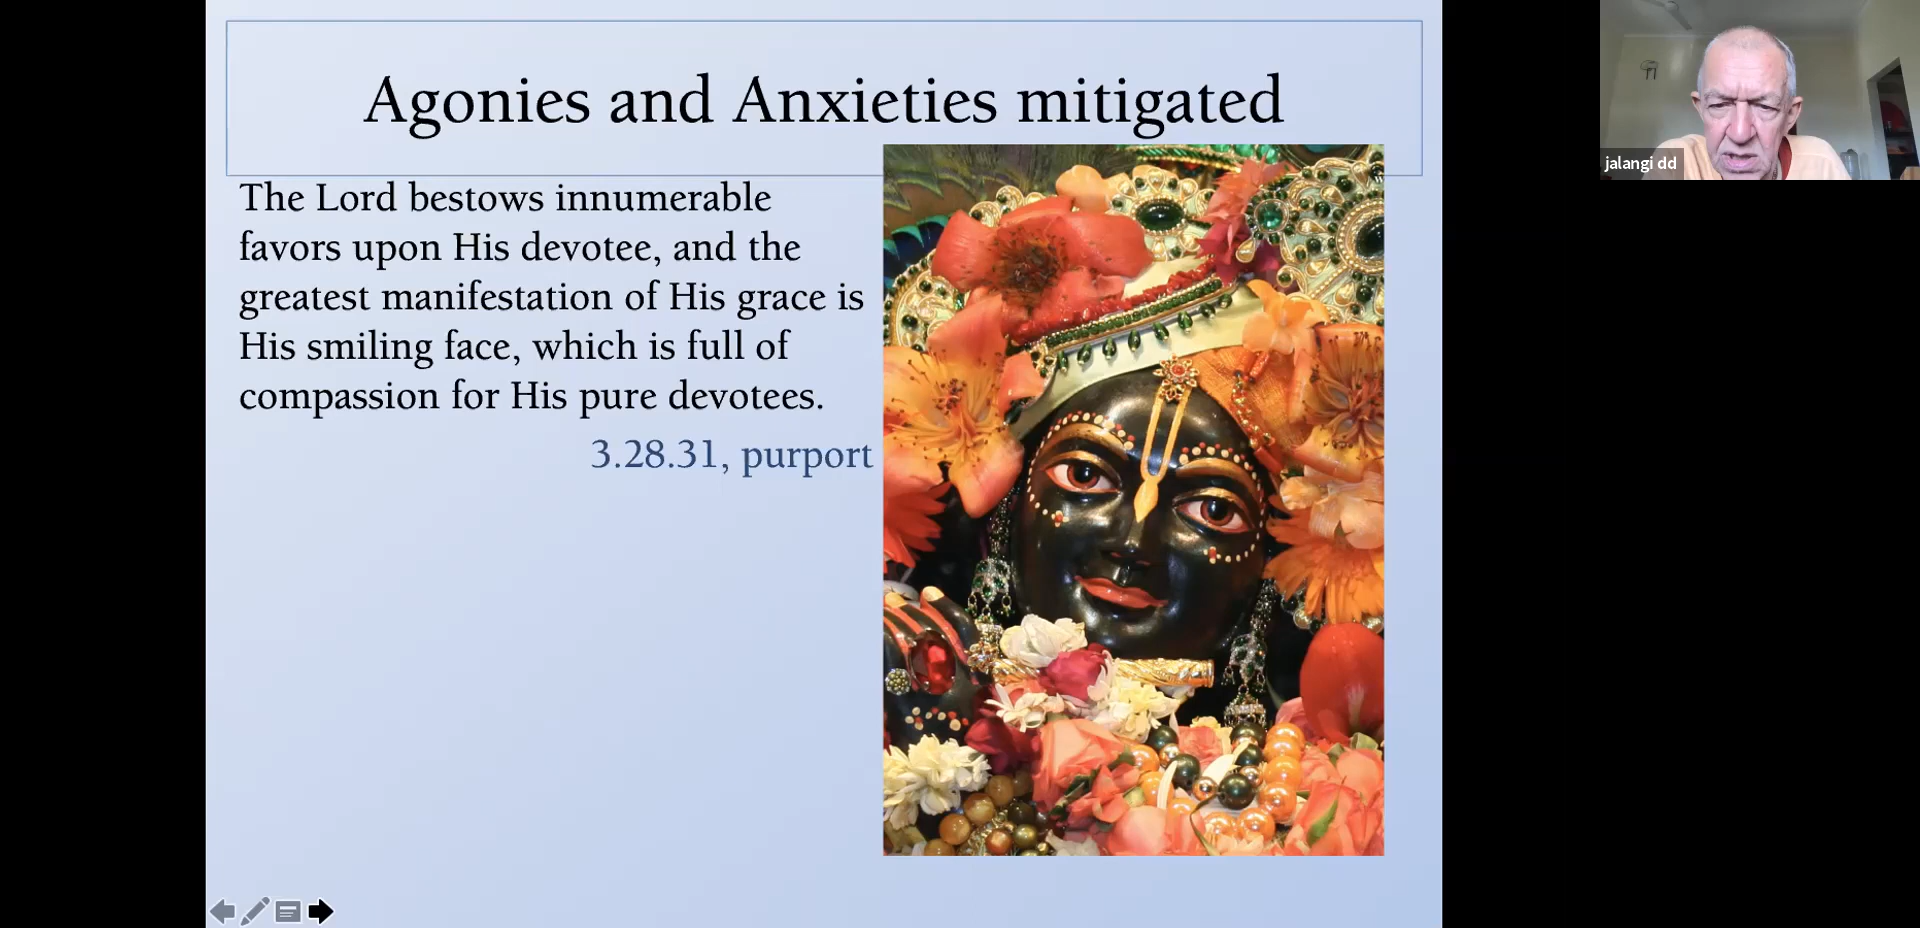 Agonies and Anxieties mitigated
The Lord bestows innumerable
favors upon His devotee, and the
greatest manifestation of His grace is
His smiling face, which is full of
compassion for His pure devotees.
3.28.31, purport
jalangi dd